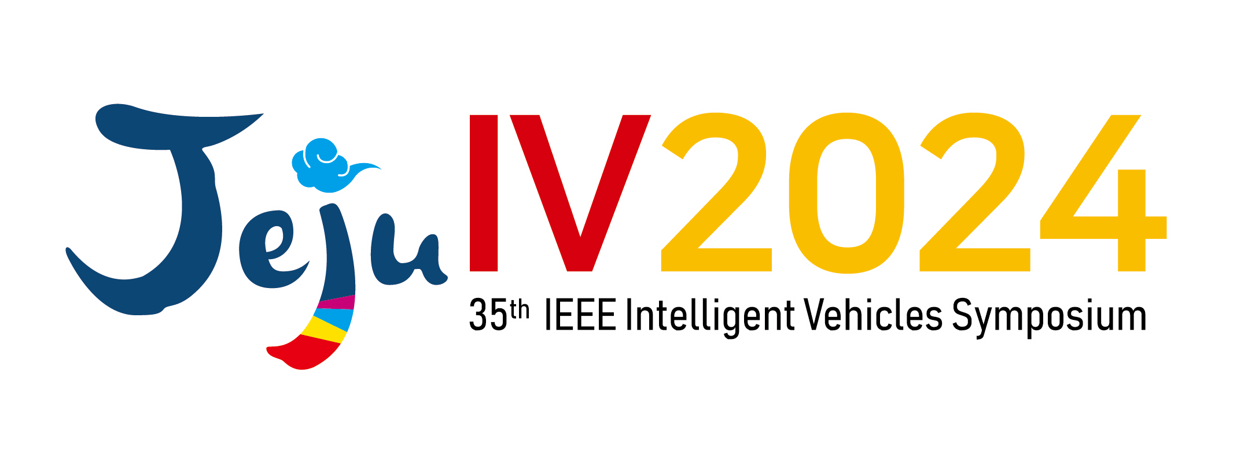 Jeju IV2024
35th IEEE Intelligent Vehicles Symposium